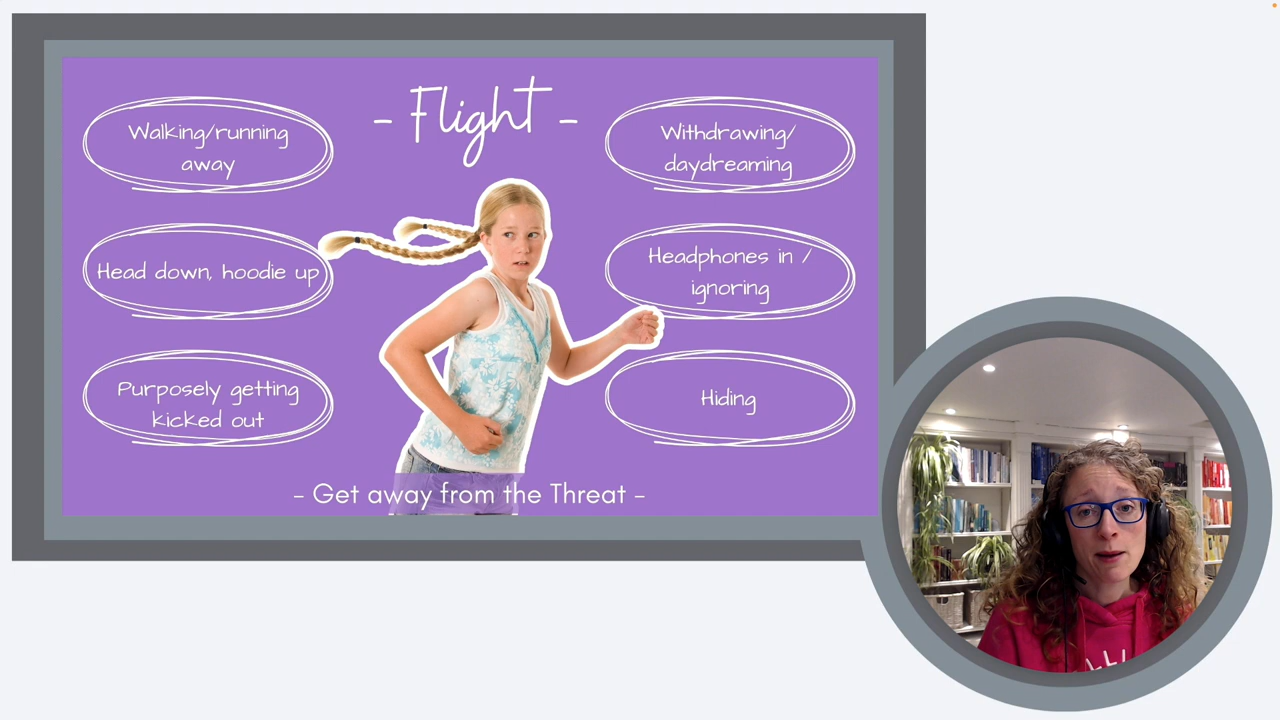 - Flight -
Walking/running
away
Withdrawing/
daydreaming
Head down, hoodie up
Headphones in /
ignoring
Purposely getting
kicked out
Hiding
- Get away from the Threat -